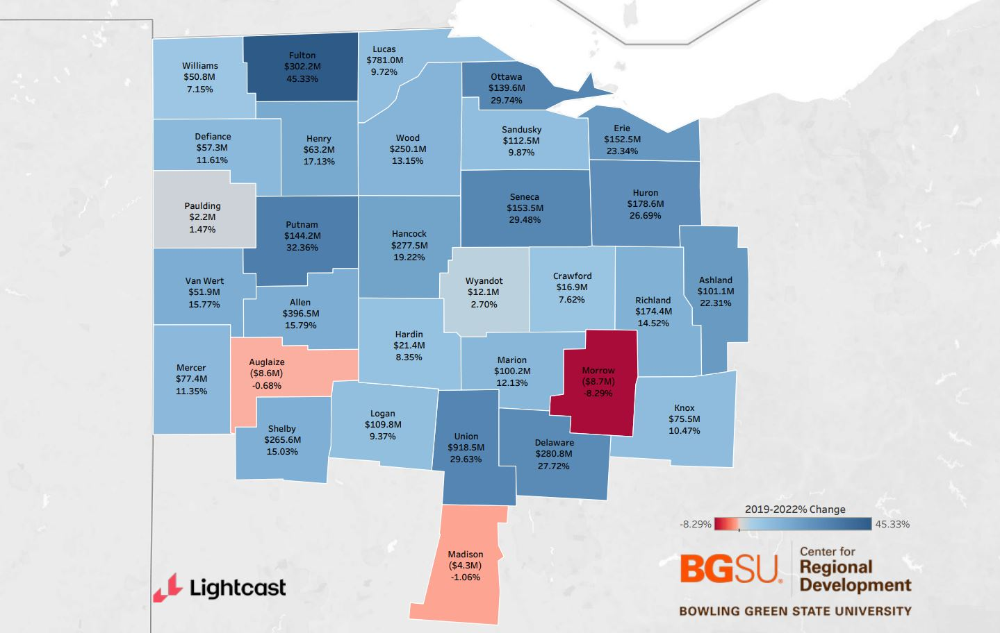 Williams
$50.8M
7.15%
Fulton
$302.2M
45.33%
Lucas
$781.0M
9.72%
Ottawa
$139.6M
29.74%
Defiance
$57.3M
11.61%
Henry
$63.2M
17.13%
Wood
$250.1M
13.15%
Sandusky
$112.5M
9.87%
Erie
$152.5M
23.34%
Paulding
$2.2M
1.47%
Putnam
$144.2M
32.36%
Hancock
$277.5M
19.22%
Seneca
$153.5M
29.48%
Huron
$178.6M
26.69%
Van Wert
$51.9M
15.77%
Allen
$396.5M
15.79%
Wyandot
$12.1M
2.70%
Crawford
$16.9M
7.62%
Richland
$174.4M
14.52%
Ashland
$101.1M
22.31%
Mercer
$77.4M
11.35%
Auglaize
($8.6M)
-0.68%
Hardin
$21.4M
8.35%
Marion
$100.2M
12.13%
Morrow
($8.7M)
-8.29%
Knox
$75.5M
10.47%
Shelby
$265.6M
15.03%
Logan
$109.8M
9.37%
Union
$918.5M
29.63%
Delaware
$280.8M
27.72%
Madison
($4.3M)
-1.06%
2019-2022% Change
-8.29% 45.33%
Lightcast
BGSU.
Center for
Regional
Development
BOWLING GREEN STATE UNIVERSITY